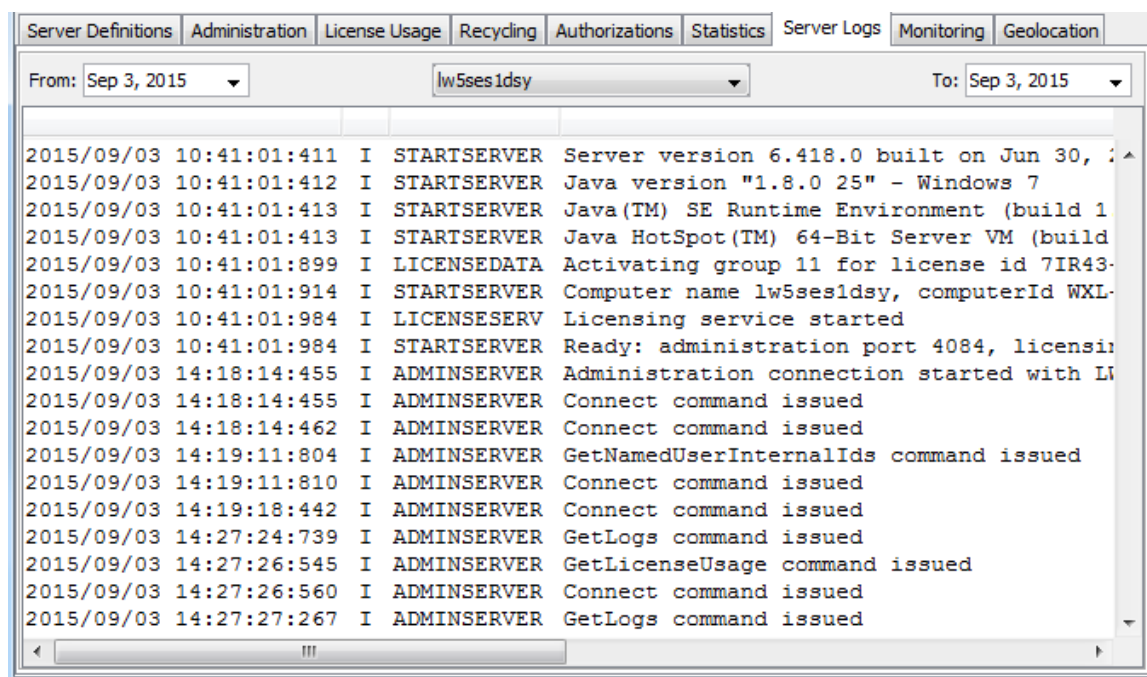 Server Definitions Administration License Usage Recycling Authorizations Statistics Server Logs Monitoring Geolocation
From: Sep 3, 2015 lw5ses1dsy To: Sep 3, 2015
2015/09/03 10:41:01:411 I STARTSERVER Server version 6.418.0 built on Jun 30,
2015/09/03 10:41:01:412 I STARTSERVER Java version "1.8.0 25" - Windows 7
2015/09/03 10:41:01:413 I STARTSERVER Java(TM) SE Runtime Environment (build 1
2015/09/03 10:41:01:413 I STARTSERVER Java HotSpot(TM) 64-Bit Server VM (build
2015/09/03 10:41:01:899 I LICENSEDATA Activating group 11 for license id 7IR43-
2015/09/03 10:41:01:914 I STARTSERVER Computer name lw5ses1dsy, computerId WXL-
2015/09/03 10:41:01:984 I LICENSESERV Licensing service started
2015/09/03 10:41:01:984 I STARTSERVER Ready: administration port 4084,
2015/09/03 14:18:14:455 I ADMINSERVER Administration connection started with
2015/09/03 14:18:14:455 I ADMINSERVER Connect command issued
2015/09/03 14:18:14:462 I ADMINSERVER Connect command issued
2015/09/03 14:19:11:804 I ADMINSERVER GetNamedUserInternalIds command issued
2015/09/03 14:19:11:810 I ADMINSERVER Connect command issued
2015/09/03 14:19:18:442 I ADMINSERVER Connect command issued
2015/09/03 14:27:24:739 I ADMINSERVER GetLogs command issued
2015/09/03 14:27:26:545 I ADMINSERVER GetLicenseUsage command issued
2015/09/03 14:27:26:560 I ADMINSERVER Connect command issued
2015/09/03 14:27:27:267 I ADMINSERVER GetLogs command issued